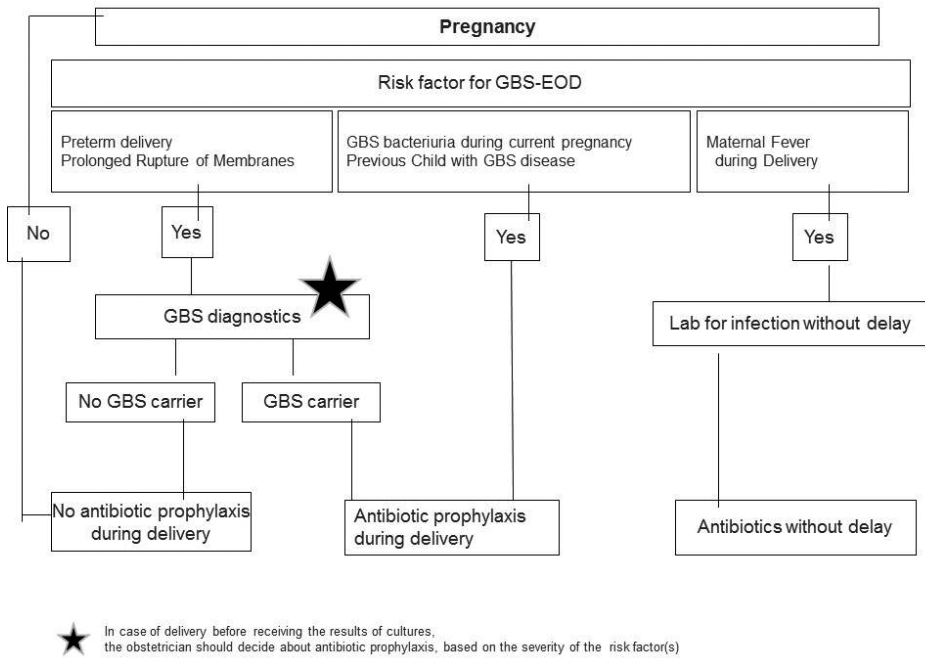 Pregnancy
Risk factor for GBS-EOD
Preterm delivery
Prolonged Rupture of Membranes
GBS bacteriuria during current pregnancy
Previous Child with GBS disease
Maternal Fever
during Delivery
No
Yes
Yes
Yes
GBS diagnostics
Lab for infection without delay
No GBS carrier
GBS carrier
No antibiotic prophylaxis
during delivery
Antibiotic prophylaxis
during delivery
Antibiotics without delay
In case of delivery before receiving the results of cultures,
the obstetrician should decide about antibiotic prophylaxis, based on the severity of the risk factor(s)